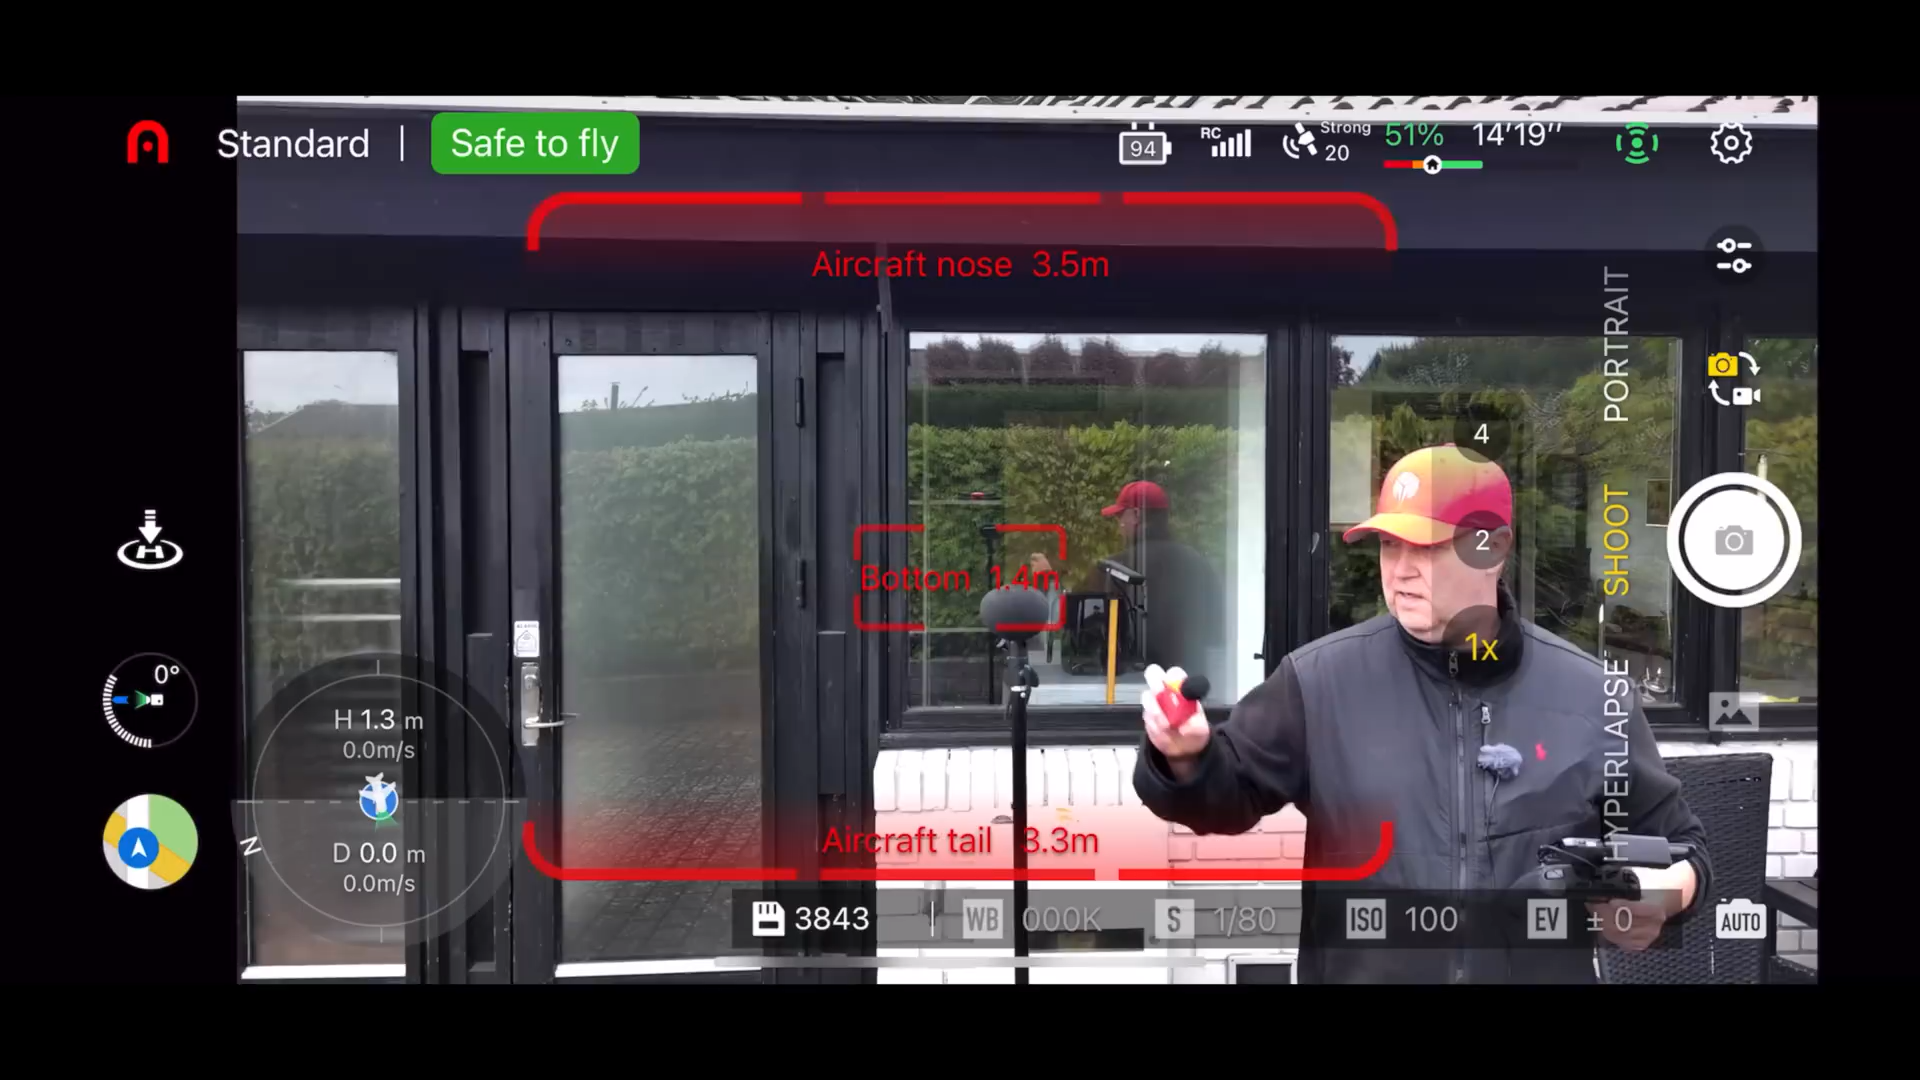 Standard
Safe to fly
94
RC
Strong
20
51%
14'19''
Aircraft nose 3.5m
PORTRAIT
4
SHOOT
2
Bottom 1.4m
1x
HYPERLAPSE
0°
H 1.3 m
0.0m/s
N
D 0.0 m
0.0m/s
Aircraft tail 3.3m
3843
WB 000K
S 1/80
ISO 100
EV ± 0
AUTO